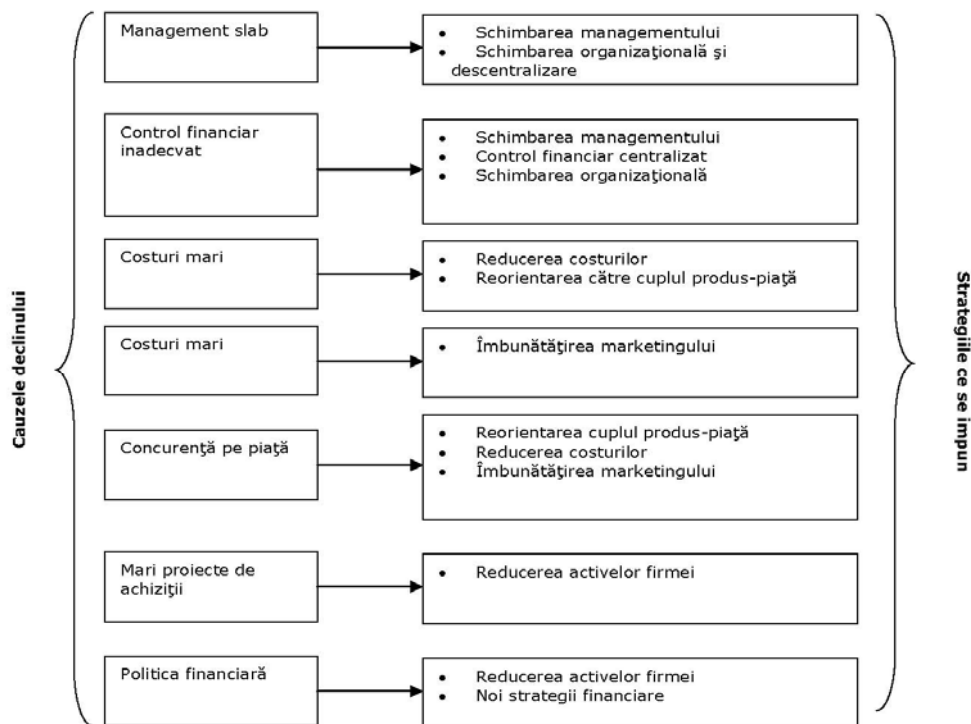 Cauzele declinului
Management slab
• Schimbarea managementului
• Schimbarea organizaţională şi
descentralizare
Control financiar
inadecvat
• Schimbarea managementului
• Control financiar centralizat
• Schimbarea organizaţională
Costuri mari
• Reducerea costurilor
• Reorientarea către cuplul produs-piaţă
Costuri mari
• Îmbunătăţirea marketingului
Concurenţă pe piaţă
• Reorientarea cuplul produs-piaţă
• Reducerea costurilor
• Îmbunătăţirea marketingului
Mari proiecte de
achiziţii
• Reducerea activelor firmei
Politica financiară
• Reducerea activelor firmei
• Noi strategii financiare
Strategiile ce se impun